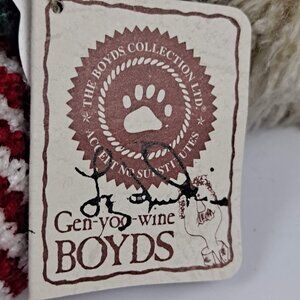 THE BOYDS COLLECTION LTD.®
ACCEPT NO SUBSTITUTES
Gen-yoo-wine
BOYDS